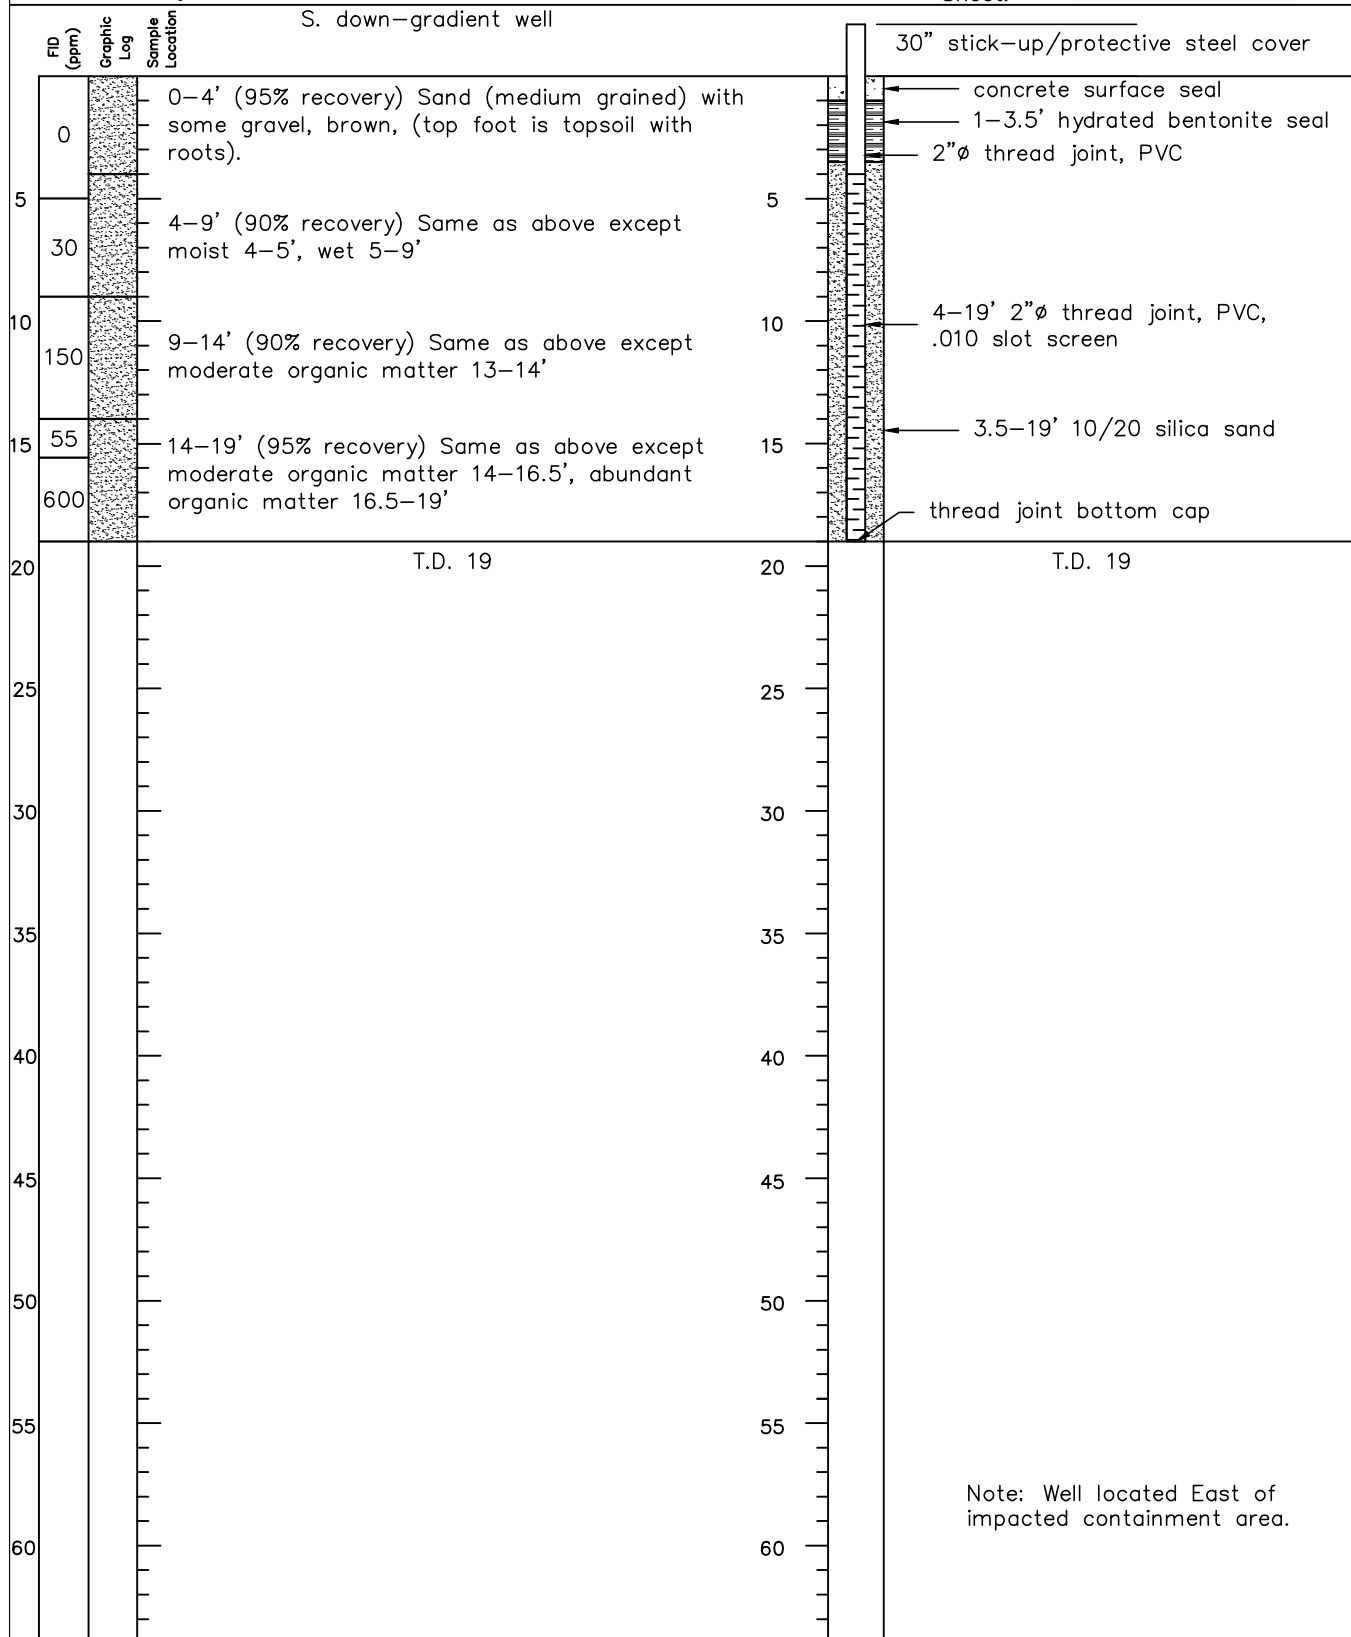 S. down-gradient well
FID
(ppm)
Graphic
Log
Sample
Location
30" stick-up/protective steel cover
0-4' (95% recovery) Sand (medium grained) with
some gravel, brown, (top foot is topsoil with
roots).
0
concrete surface seal
1-3.5' hydrated bentonite seal
2"ø thread joint, PVC
5
5
4-9' (90% recovery) Same as above except
moist 4-5', wet 5-9'
30
10
10
4-19' 2"ø thread joint, PVC,
.010 slot screen
9-14' (90% recovery) Same as above except
moderate organic matter 13-14'
150
55
15
15
14-19' (95% recovery) Same as above except
moderate organic matter 14-16.5', abundant
organic matter 16.5-19'
3.5-19' 10/20 silica sand
600
thread joint bottom cap
T.D. 19
T.D. 19
20
20
25
25
30
30
35
35
40
40
45
45
50
50
55
55
Note: Well located East of
impacted containment area.
60
60